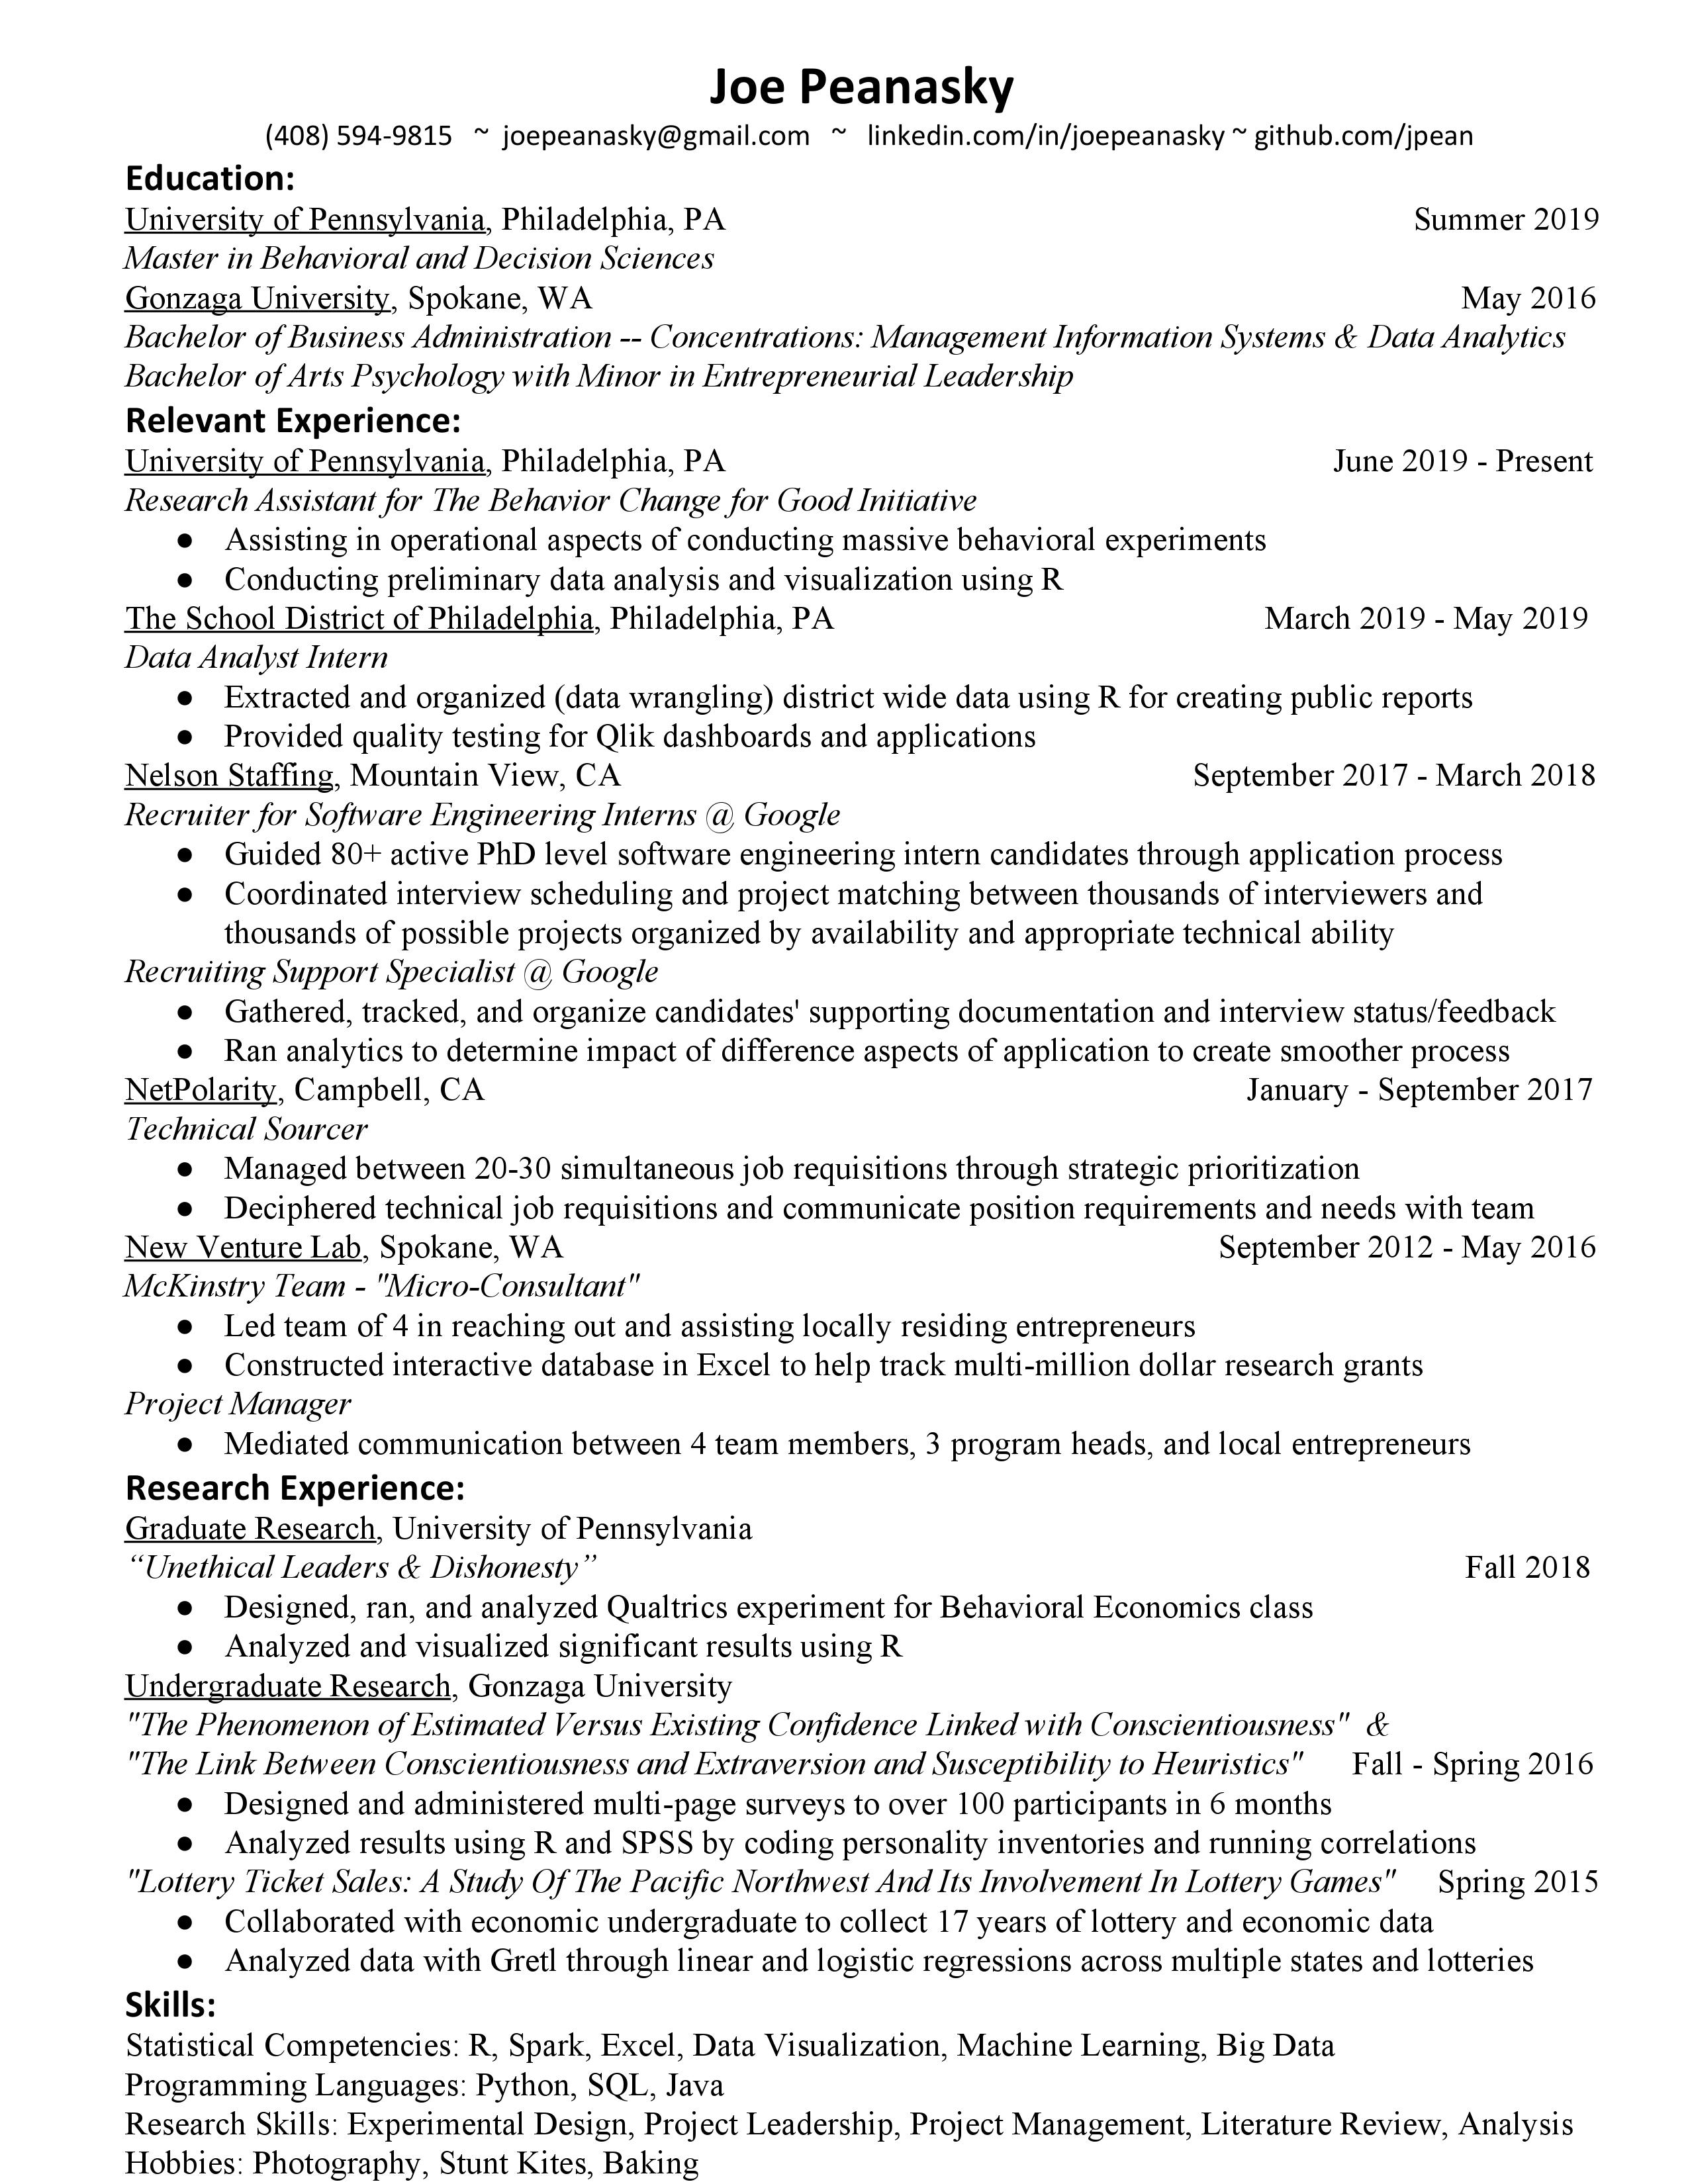 Joe Peanasky
(408) 594-9815 ~ joepeanasky@gmail.com ~ linkedin.com/in/joepeanasky ~ github.com/jpean
Education:
University of Pennsylvania, Philadelphia, PA Summer 2019
Master in Behavioral and Decision Sciences
Gonzaga University, Spokane, WA May 2016
Bachelor of Business Administration -- Concentrations: Management Information Systems & Data Analytics
Bachelor of Arts Psychology with Minor in Entrepreneurial Leadership
Relevant Experience:
University of Pennsylvania, Philadelphia, PA June 2019 - Present
Research Assistant for The Behavior Change for Good Initiative
● Assisting in operational aspects of conducting massive behavioral experiments
● Conducting preliminary data analysis and visualization using R
The School District of Philadelphia, Philadelphia, PA March 2019 - May 2019
Data Analyst Intern
● Extracted and organized (data wrangling) district wide data using R for creating public reports
● Provided quality testing for Qlik dashboards and applications
Nelson Staffing, Mountain View, CA September 2017 - March 2018
Recruiter for Software Engineering Interns @ Google
● Guided 80+ active PhD level software engineering intern candidates through application process
● Coordinated interview scheduling and project matching between thousands of interviewers and
thousands of possible projects organized by availability and appropriate technical ability
Recruiting Support Specialist @ Google
● Gathered, tracked, and organize candidates' supporting documentation and interview status/feedback
● Ran analytics to determine impact of difference aspects of application to create smoother process
NetPolarity, Campbell, CA January - September 2017
Technical Sourcer
● Managed between 20-30 simultaneous job requisitions through strategic prioritization
● Deciphered technical job requisitions and communicate position requirements and needs with team
New Venture Lab, Spokane, WA September 2012 - May 2016
McKinstry Team - "Micro-Consultant"
● Led team of 4 in reaching out and assisting locally residing entrepreneurs
● Constructed interactive database in Excel to help track multi-million dollar research grants
Project Manager
● Mediated communication between 4 team members, 3 program heads, and local entrepreneurs
Research Experience:
Graduate Research, University of Pennsylvania
“Unethical Leaders & Dishonesty” Fall 2018
● Designed, ran, and analyzed Qualtrics experiment for Behavioral Economics class
● Analyzed and visualized significant results using R
Undergraduate Research, Gonzaga University
"The Phenomenon of Estimated Versus Existing Confidence Linked with Conscientiousness" &
"The Link Between Conscientiousness and Extraversion and Susceptibility to Heuristics" Fall - Spring 2016
● Designed and administered multi-page surveys to over 100 participants in 6 months
● Analyzed results using R and SPSS by coding personality inventories and running correlations
"Lottery Ticket Sales: A Study Of The Pacific Northwest And Its Involvement In Lottery Games" Spring 2015
● Collaborated with economic undergraduate to collect 17 years of lottery and economic data
● Analyzed data with Gretl through linear and logistic regressions across multiple states and lotteries
Skills:
Statistical Competencies: R, Spark, Excel, Data Visualization, Machine Learning, Big Data
Programming Languages: Python, SQL, Java
Research Skills: Experimental Design, Project Leadership, Project Management, Literature Review, Analysis
Hobbies: Photography, Stunt Kites, Baking